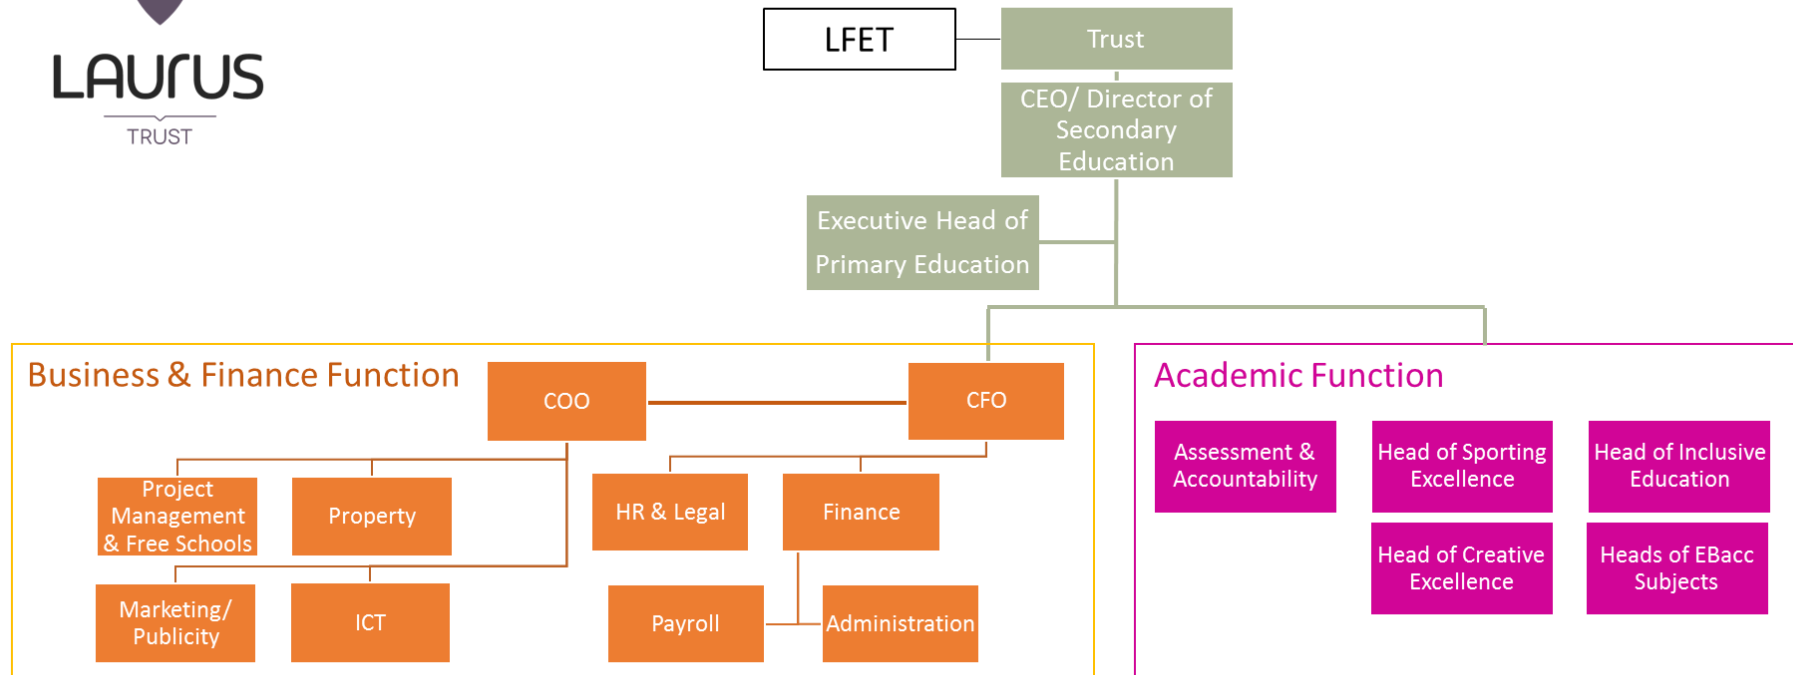 LAUrUS
TRUST
LFET
Trust
CEO/ Director of
Secondary
Education
Executive Head of
Primary Education
Business & Finance Function
COO
CFO
Project
Management
& Free Schools
Property
HR & Legal
Finance
Marketing/
Publicity
ICT
Payroll
Administration
Academic Function
Assessment &
Accountability
Head of Sporting
Excellence
Head of Inclusive
Education
Head of Creative
Excellence
Heads of EBacc
Subjects